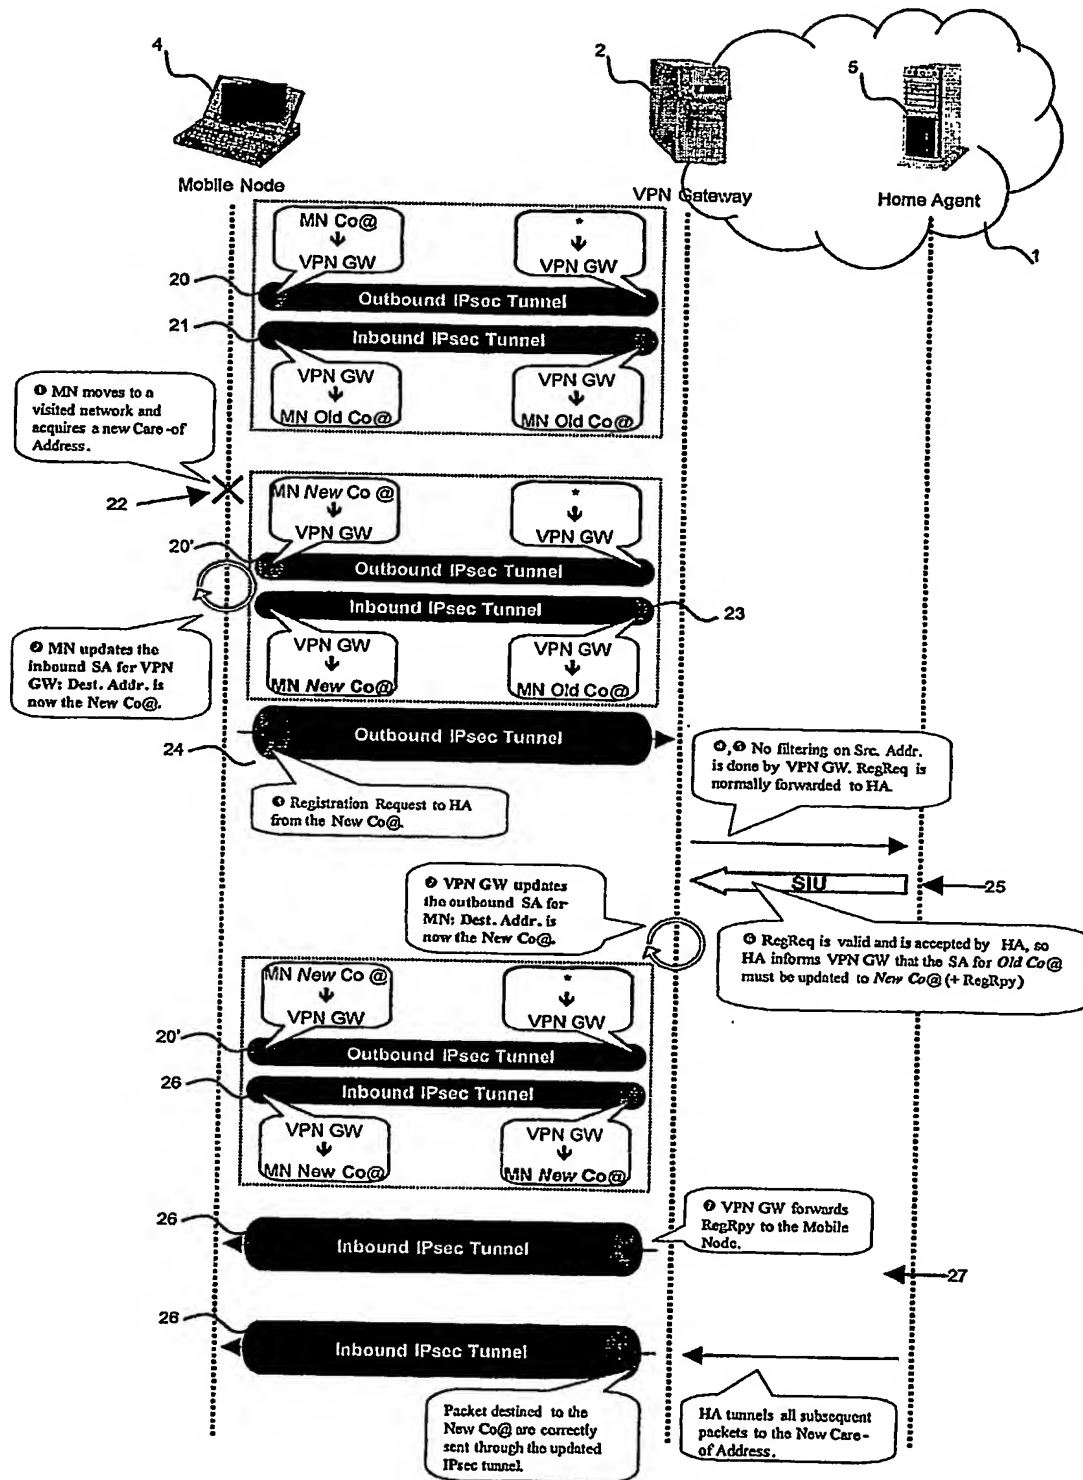 4
2
5
Mobile Node
VPN Gateway
Home Agent
1
MN Co@
VPN GW
*
VPN GW
20
Outbound IPsec Tunnel
21
Inbound IPsec Tunnel
VPN GW
MN Old Co@
VPN GW
MN Old Co@
MN moves to a
visited network and
acquires a new Care-of
Address.
22
MN New Co@
VPN GW
*
VPN GW
20'
Outbound IPsec Tunnel
Inbound IPsec Tunnel
23
VPN GW
MN New Co@
VPN GW
MN Old Co@
MN updates the
inbound SA for VPN
GW: Dest. Addr. is
now the New Co@.
24
Outbound IPsec Tunnel
Registration Request to HA
from the New Co@.
No filtering on Src. Addr.
is done by VPN GW. RegReq is
normally forwarded to HA.
SIU
25
VPN GW updates
the outbound SA for
MN: Dest. Addr. is
now the New Co@.
RegReq is valid and is accepted by HA, so
HA informs VPN GW that the SA for Old Co@
must be updated to New Co@ (+ RegRpy)
MN New Co@
VPN GW
*
VPN GW
20'
Outbound IPsec Tunnel
26
Inbound IPsec Tunnel
VPN GW
MN New Co@
VPN GW
MN New Co@
26
Inbound IPsec Tunnel
VPN GW forwards
RegRpy to the Mobile
Node.
27
26
Inbound IPsec Tunnel
Packet destined to the
New Co@ are correctly
sent through the updated
IPsec tunnel.
HA tunnels all subsequent
packets to the New Care-
of Address.